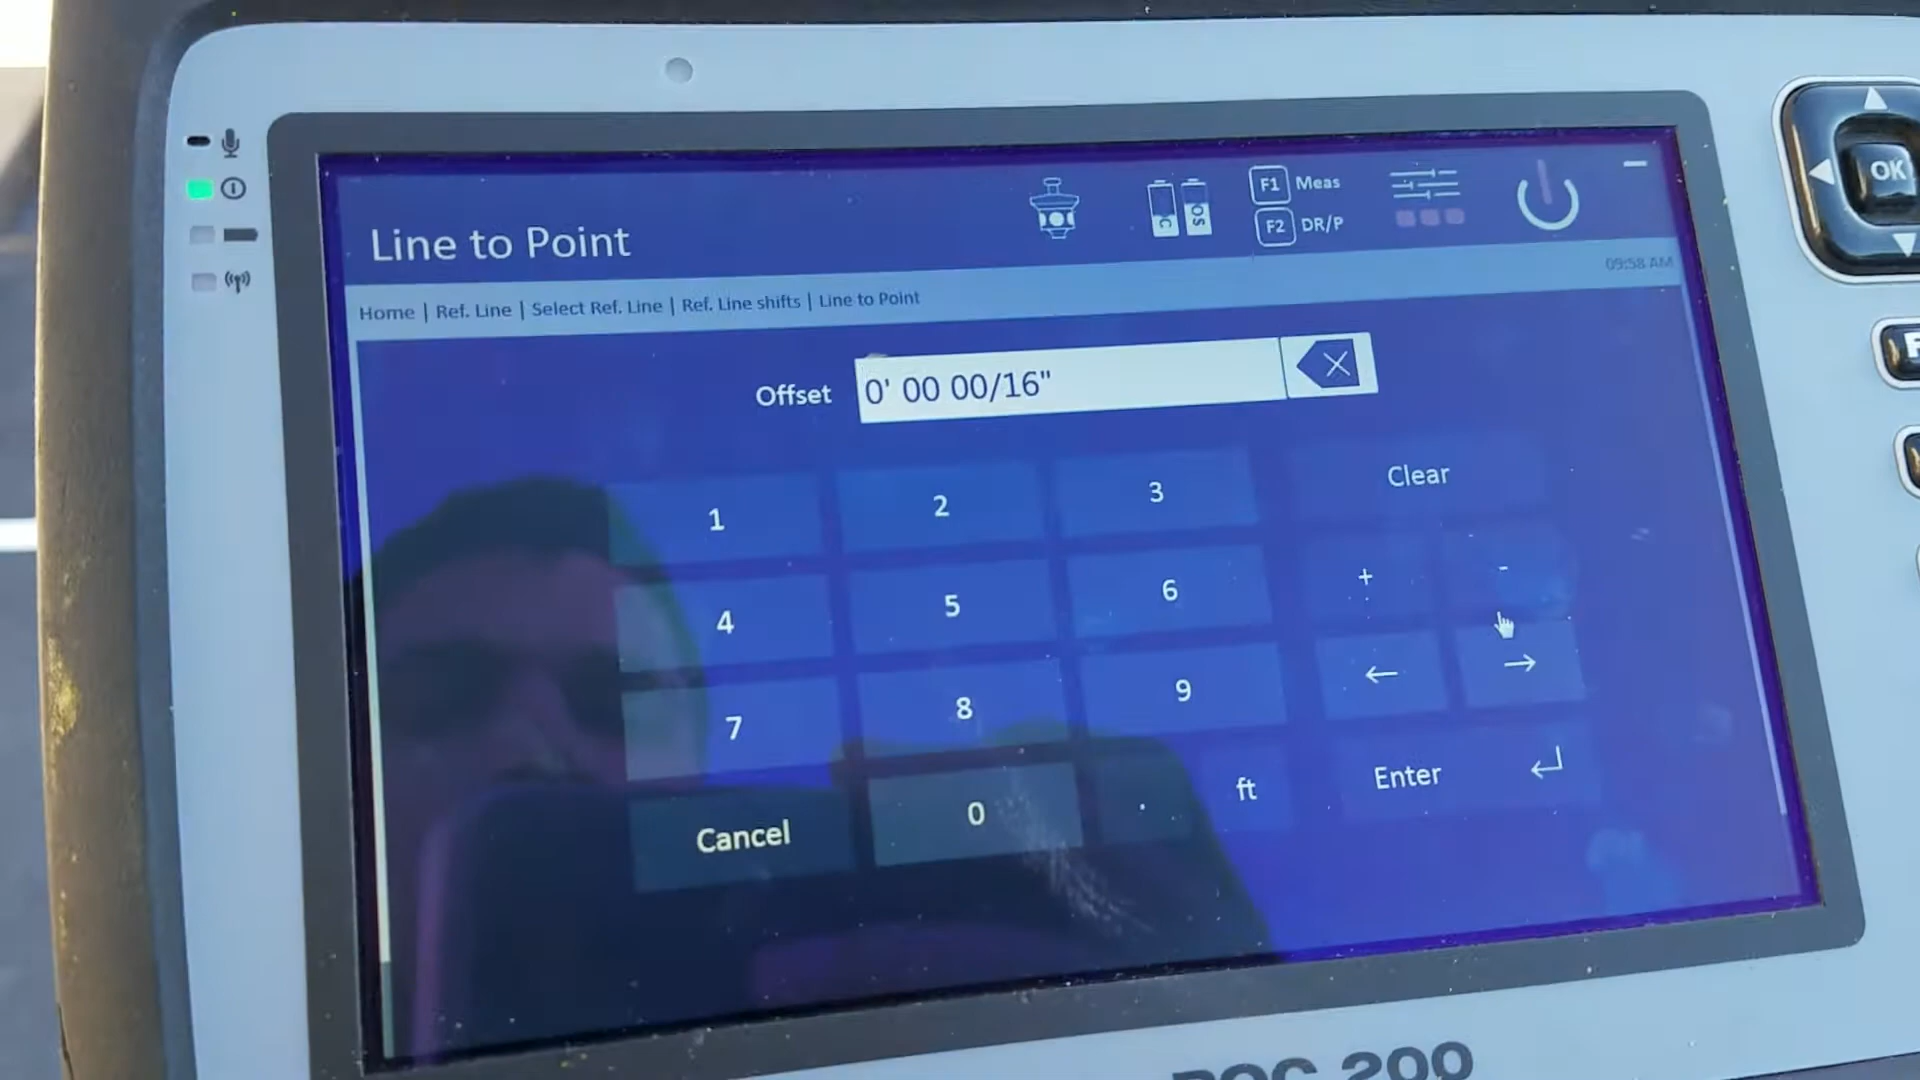 F1 Meas
F2 DR/P
OK
Line to Point
09:58 AM
Home | Ref. Line | Select Ref. Line | Ref. Line shifts | Line to Point
Offset 0' 00 00/16"
1 2 3 Clear
4 5 6 + -
7 8 9 ← →
Cancel 0 . ft Enter
200